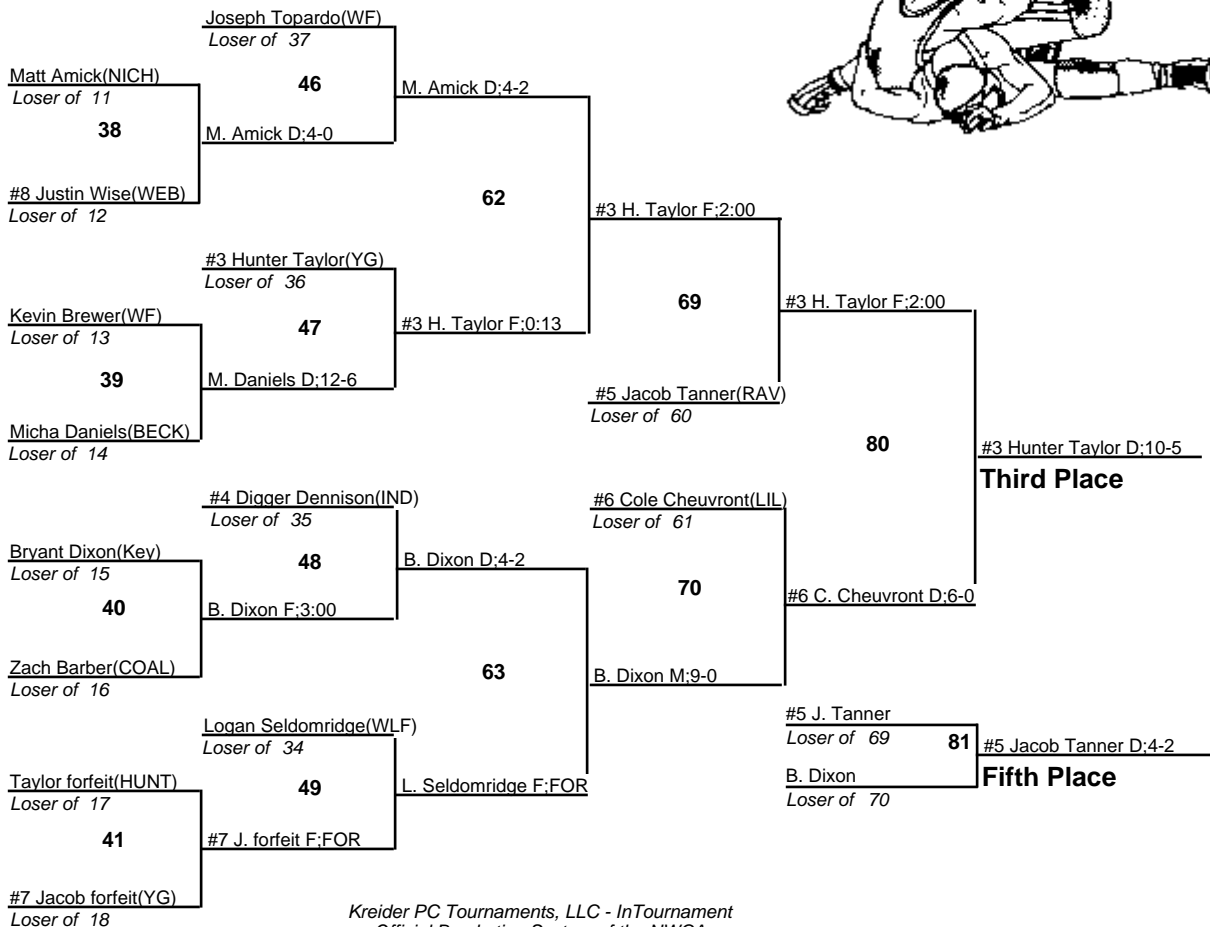 Joseph Topardo(WF)
Loser of 37
46
Matt Amick(NICH)
Loser of 11
38
M. Amick D;4-2
M. Amick D;4-0
#8 Justin Wise(WEB)
Loser of 12
62
#3 H. Taylor F;2:00
#3 Hunter Taylor(YG)
Loser of 36
47
Kevin Brewer(WF)
Loser of 13
39
#3 H. Taylor F;0:13
M. Daniels D;12-6
Micha Daniels(BECK)
Loser of 14
69
#3 H. Taylor F;2:00
#5 Jacob Tanner(RAV)
Loser of 60
80
#3 Hunter Taylor D;10-5
Third Place
#4 Digger Dennison(IND)
Loser of 35
48
Bryant Dixon(Key)
Loser of 15
40
B. Dixon D;4-2
B. Dixon F;3:00
Zach Barber(COAL)
Loser of 16
63
#6 Cole Cheuvront(LIL)
Loser of 61
70
#6 C. Cheuvront D;6-0
B. Dixon M;9-0
Logan Seldomridge(WLF)
Loser of 34
49
Taylor forfeit(HUNT)
Loser of 17
41
L. Seldomridge F;FOR
#7 J. forfeit F;FOR
#7 Jacob forfeit(YG)
Loser of 18
#5 J. Tanner
Loser of 69
81
#5 Jacob Tanner D;4-2
Fifth Place
B. Dixon
Loser of 70
Kreider PC Tournaments, LLC - InTournament